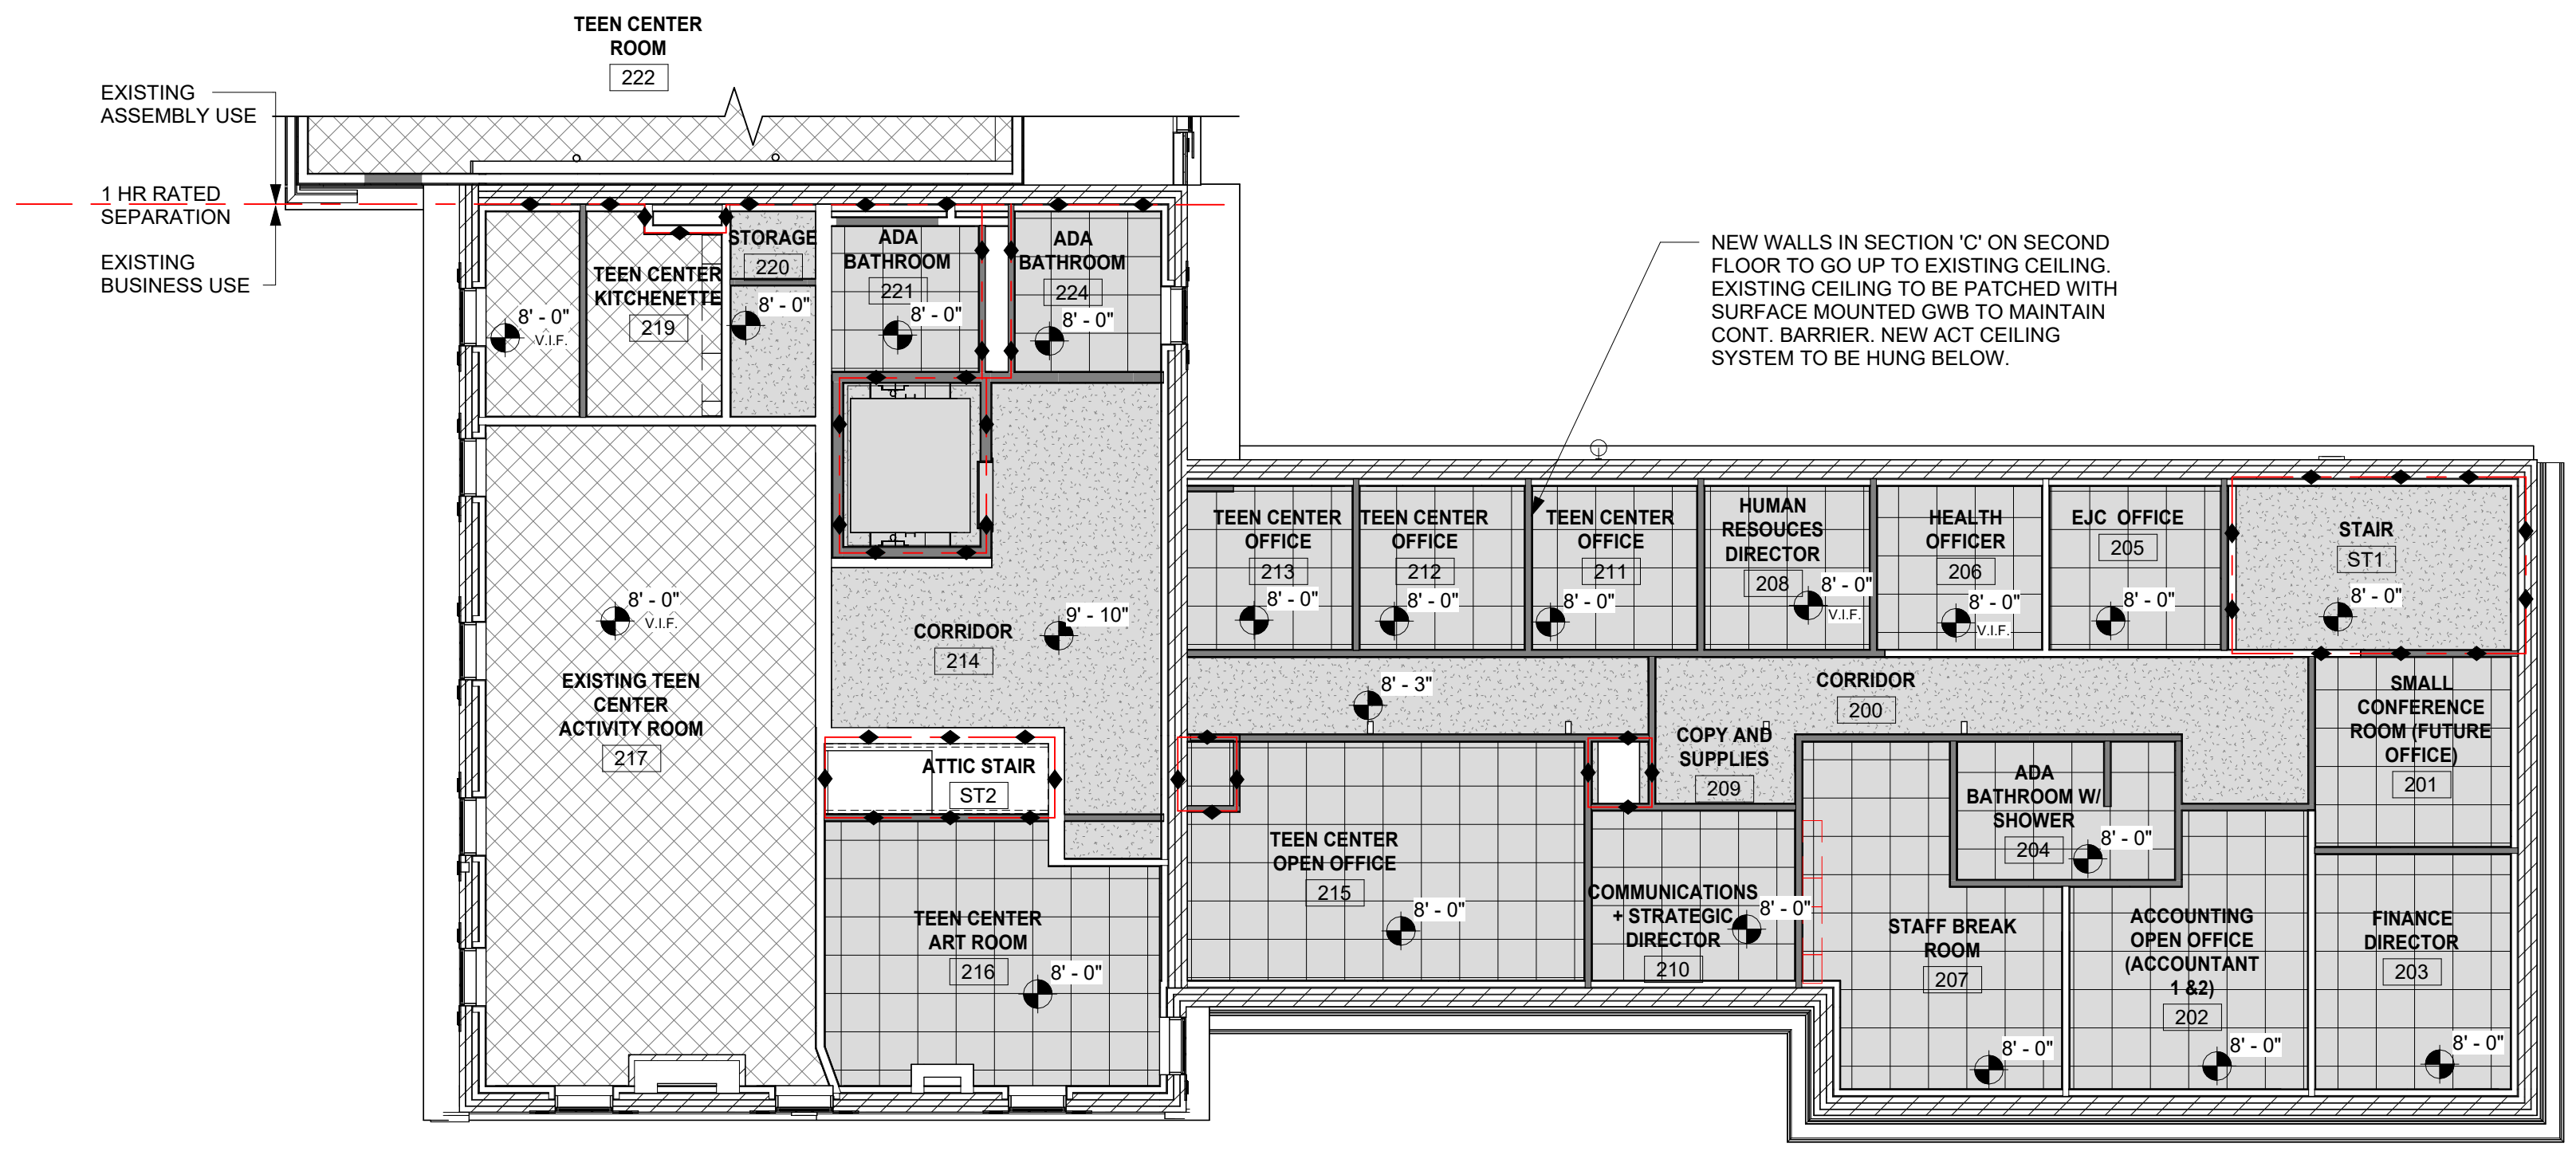 TEEN CENTER
ROOM
222
EXISTING
ASSEMBLY USE
1 HR RATED
SEPARATION
EXISTING
BUSINESS USE
NEW WALLS IN SECTION 'C' ON SECOND
FLOOR TO GO UP TO EXISTING CEILING.
EXISTING CEILING TO BE PATCHED WITH
SURFACE MOUNTED GWB TO MAINTAIN
CONT. BARRIER. NEW ACT CEILING
SYSTEM TO BE HUNG BELOW.
8' - 0"
V.I.F.
TEEN CENTER
KITCHENETTE
219
STORAGE
220
8' - 0"
ADA
BATHROOM
221
8' - 0"
ADA
BATHROOM
224
8' - 0"
8' - 0"
V.I.F.
EXISTING TEEN
CENTER
ACTIVITY ROOM
217
CORRIDOR
214
9' - 10"
ATTIC STAIR
ST2
TEEN CENTER
ART ROOM
216
8' - 0"
TEEN CENTER
OFFICE
213
8' - 0"
TEEN CENTER
OFFICE
212
8' - 0"
TEEN CENTER
OFFICE
211
8' - 0"
HUMAN
RESOUCES
DIRECTOR
208
8' - 0"
V.I.F.
HEALTH
OFFICER
206
8' - 0"
V.I.F.
EJC OFFICE
205
8' - 0"
STAIR
ST1
8' - 0"
8' - 3"
CORRIDOR
200
COPY AND
SUPPLIES
209
SMALL
CONFERENCE
ROOM (FUTURE
OFFICE)
201
TEEN CENTER
OPEN OFFICE
215
8' - 0"
COMMUNICATIONS
+ STRATEGIC
DIRECTOR
210
8' - 0"
ADA
BATHROOM W/
SHOWER
204
8' - 0"
STAFF BREAK
ROOM
207
8' - 0"
ACCOUNTING
OPEN OFFICE
(ACCOUNTANT
1 &2)
202
8' - 0"
FINANCE
DIRECTOR
203
8' - 0"